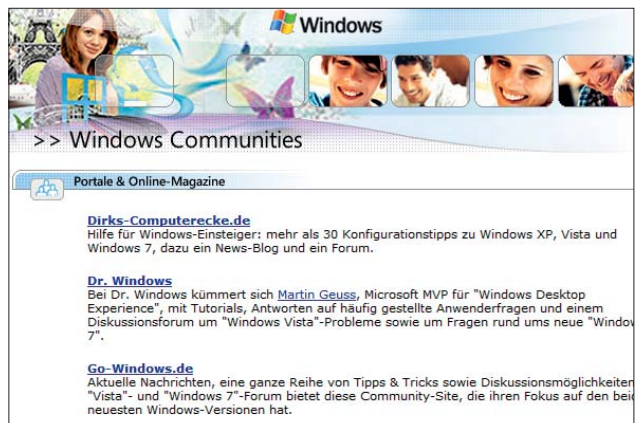 Windows
>> Windows Communities
Portale & Online-Magazine
Dirks-Computerecke.de
Hilfe für Windows-Einsteiger: mehr als 30 Konfigurationstipps zu Windows XP, Vista und
Windows 7, dazu ein News-Blog und ein Forum.
Dr. Windows
Bei Dr. Windows kümmert sich Martin Geuss, Microsoft MVP für "Windows Desktop
Experience", mit Tutorials, Antworten auf häufig gestellte Anwenderfragen und einem
Diskussionsforum um "Windows Vista"-Probleme sowie um Fragen rund ums neue "Window
7".
Go-Windows.de
Aktuelle Nachrichten, eine ganze Reihe von Tipps & Tricks sowie Diskussionsmöglichkeiten
"Vista"- und "Windows 7"-Forum bietet diese Community-Site, die ihren Fokus auf den beid
neuesten Windows-Versionen hat.